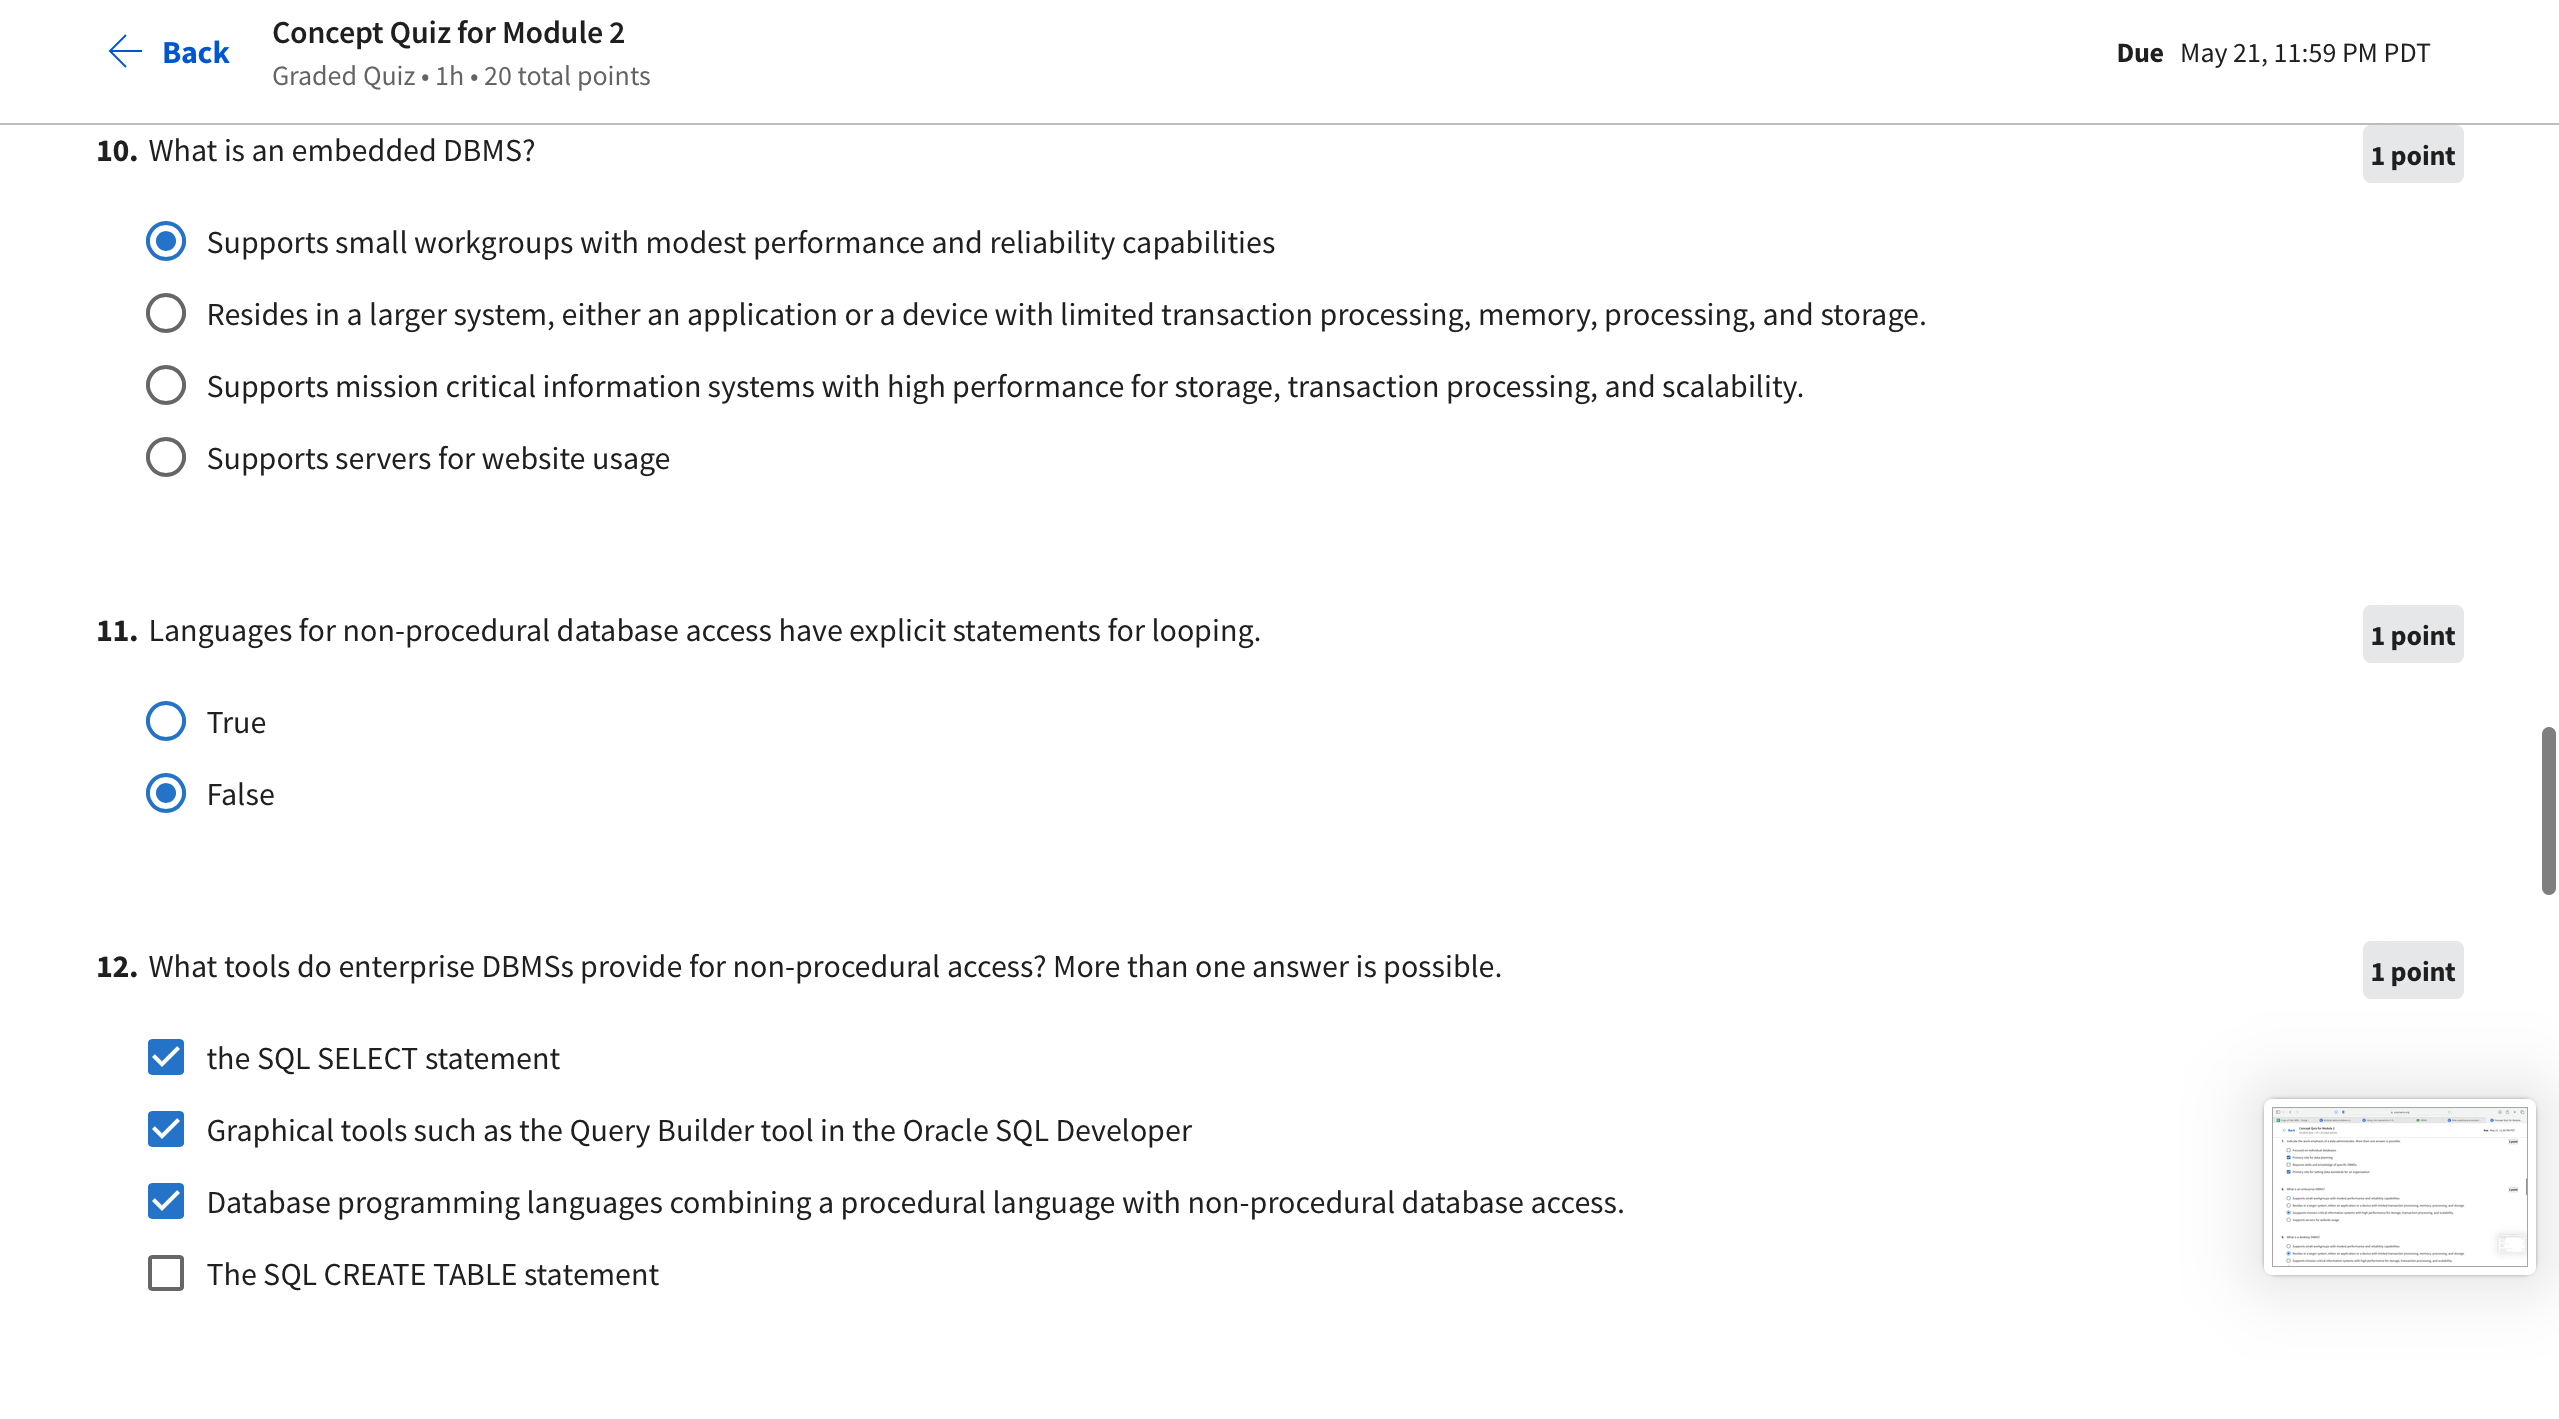 Back
Concept Quiz for Module 2
Graded Quiz • 1h • 20 total points
Due May 21, 11:59 PM PDT
10. What is an embedded DBMS?
1 point
Supports small workgroups with modest performance and reliability capabilities
Resides in a larger system, either an application or a device with limited transaction processing, memory, processing, and storage.
Supports mission critical information systems with high performance for storage, transaction processing, and scalability.
Supports servers for website usage
11. Languages for non-procedural database access have explicit statements for looping.
1 point
True
False
12. What tools do enterprise DBMSs provide for non-procedural access? More than one answer is possible.
1 point
the SQL SELECT statement
Graphical tools such as the Query Builder tool in the Oracle SQL Developer
Database programming languages combining a procedural language with non-procedural database access.
The SQL CREATE TABLE statement